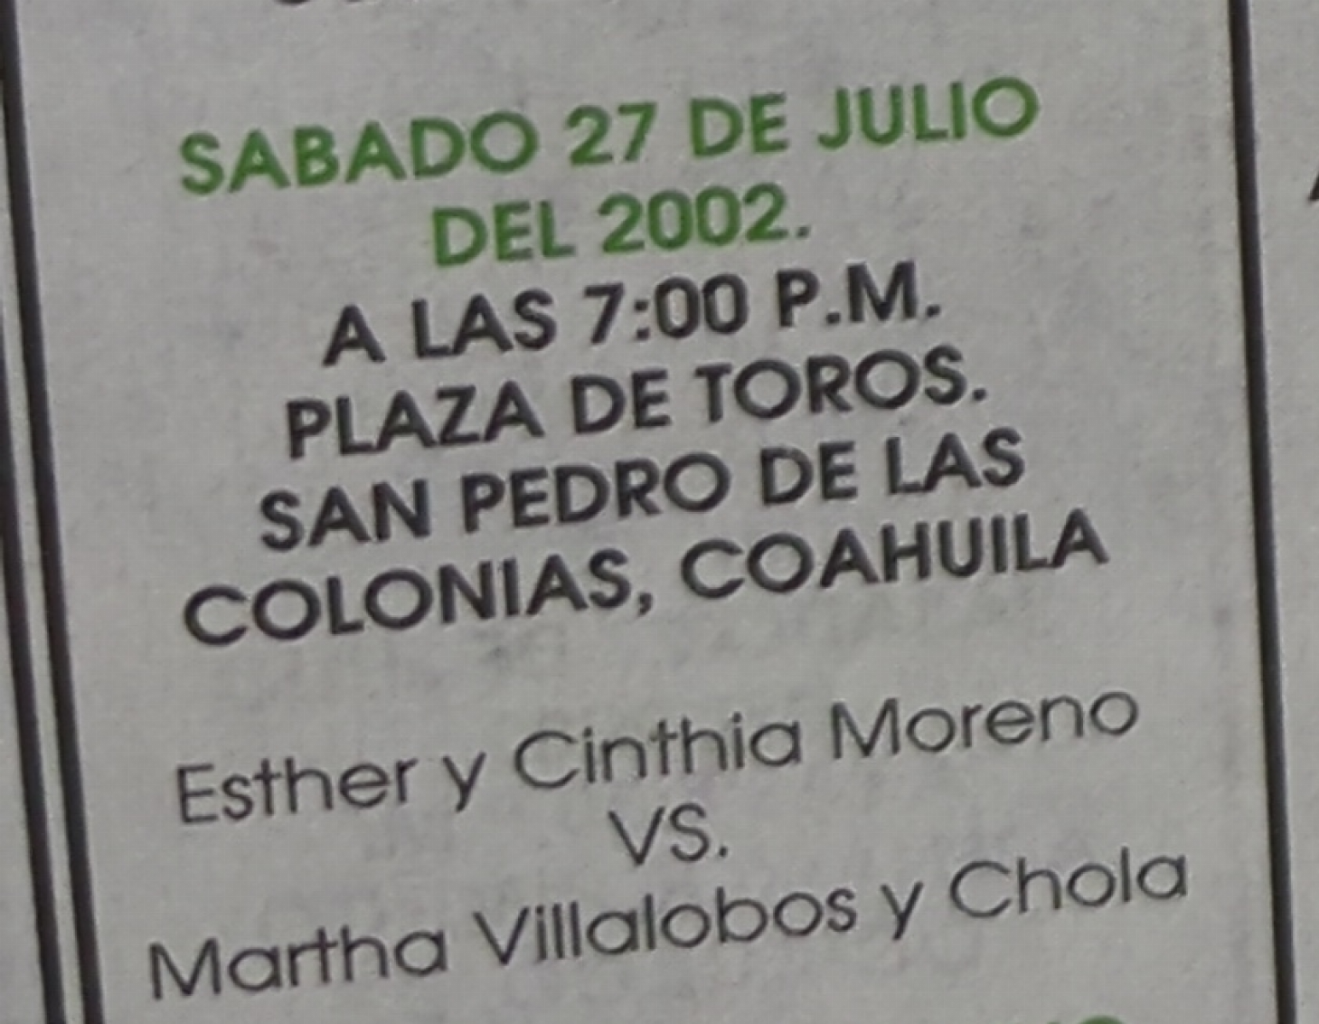 SABADO 27 DE JULIO
DEL 2002.
A LAS 7:00 P.M.
PLAZA DE TOROS.
SAN PEDRO DE LAS
COLONIAS, COAHUILA
Esther y Cinthia Moreno
VS.
Martha Villalobos y Chola